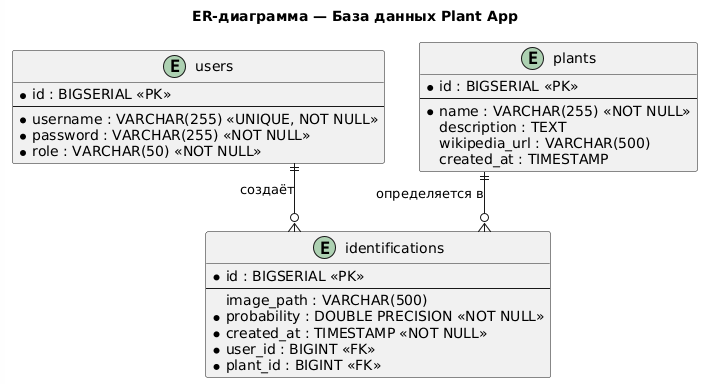 ER-диаграмма — База данных Plant App
E users
id : BIGSERIAL «PK»
username : VARCHAR(255) «UNIQUE, NOT NULL»
password : VARCHAR(255) «NOT NULL»
role : VARCHAR(50) «NOT NULL»
E plants
id : BIGSERIAL «PK»
name : VARCHAR(255) «NOT NULL»
description : TEXT
wikipedia_url : VARCHAR(500)
created_at : TIMESTAMP
создаёт
определяется в
E identifications
id : BIGSERIAL «PK»
image_path : VARCHAR(500)
probability : DOUBLE PRECISION «NOT NULL»
created_at : TIMESTAMP «NOT NULL»
user_id : BIGINT «FK»
plant_id : BIGINT «FK»